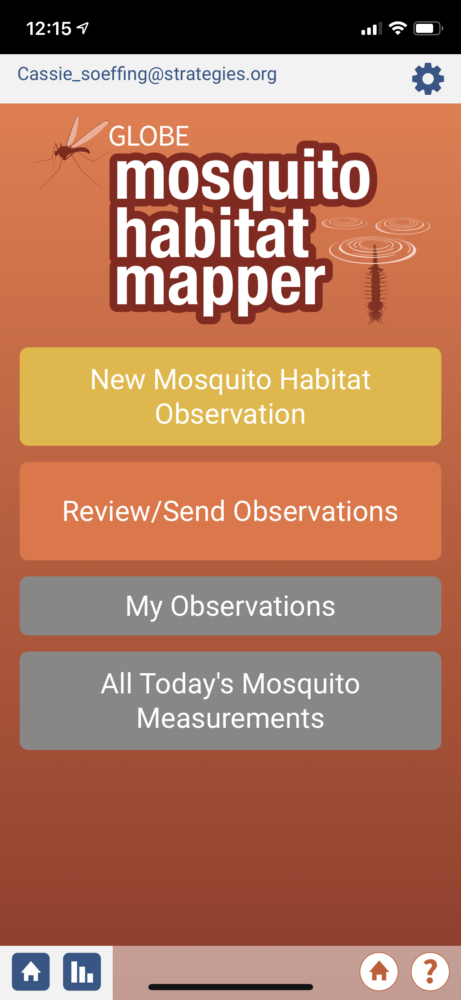 12:15
Cassie_soeffing@strategies.org
GLOBE
mosquito
habitat
mapper
New Mosquito Habitat
Observation
Review/Send Observations
My Observations
All Today's Mosquito
Measurements
?